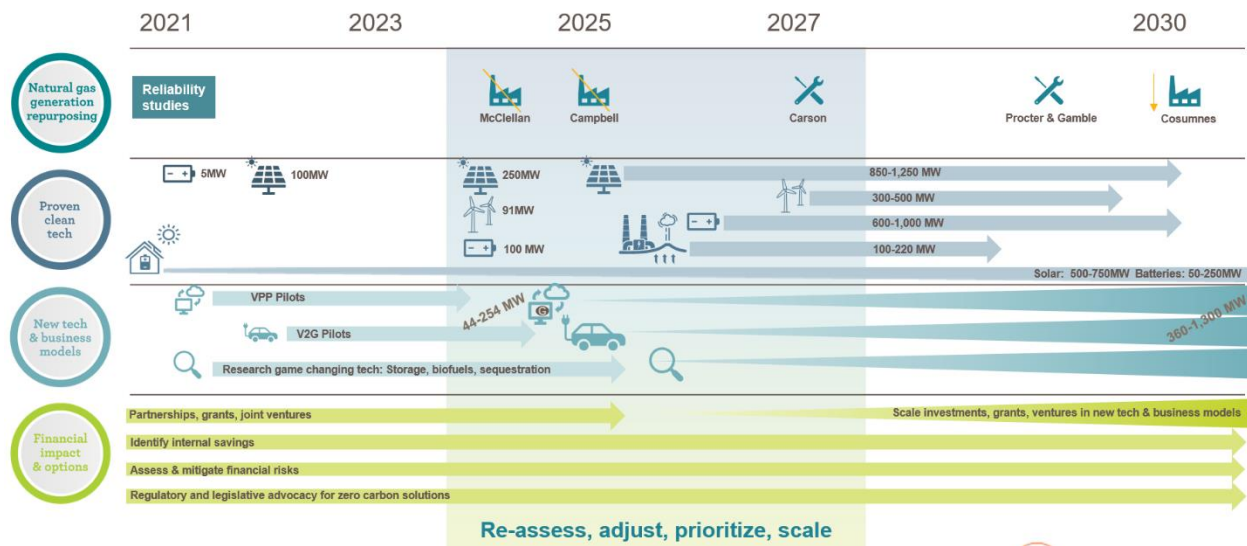 2021 2023 2025 2027 2030
Natural gas
generation
repurposing
Reliability
studies
McClellan
Campbell
Carson
Procter & Gamble
Cosumnes
Proven
clean
tech
5MW
100MW
250MW
850-1,250 MW
91MW
300-500 MW
600-1,000 MW
100 MW
100-220 MW
Solar: 500-750MW Batteries: 50-250MW
New tech
& business
models
VPP Pilots
44-254 MW
G
360-1,300 MW
V2G Pilots
Research game changing tech: Storage, biofuels, sequestration
Financial
impact
& options
Partnerships, grants, joint ventures
Scale investments, grants, ventures in new tech & business models
Identify internal savings
Assess & mitigate financial risks
Regulatory and legislative advocacy for zero carbon solutions
Re-assess, adjust, prioritize, scale